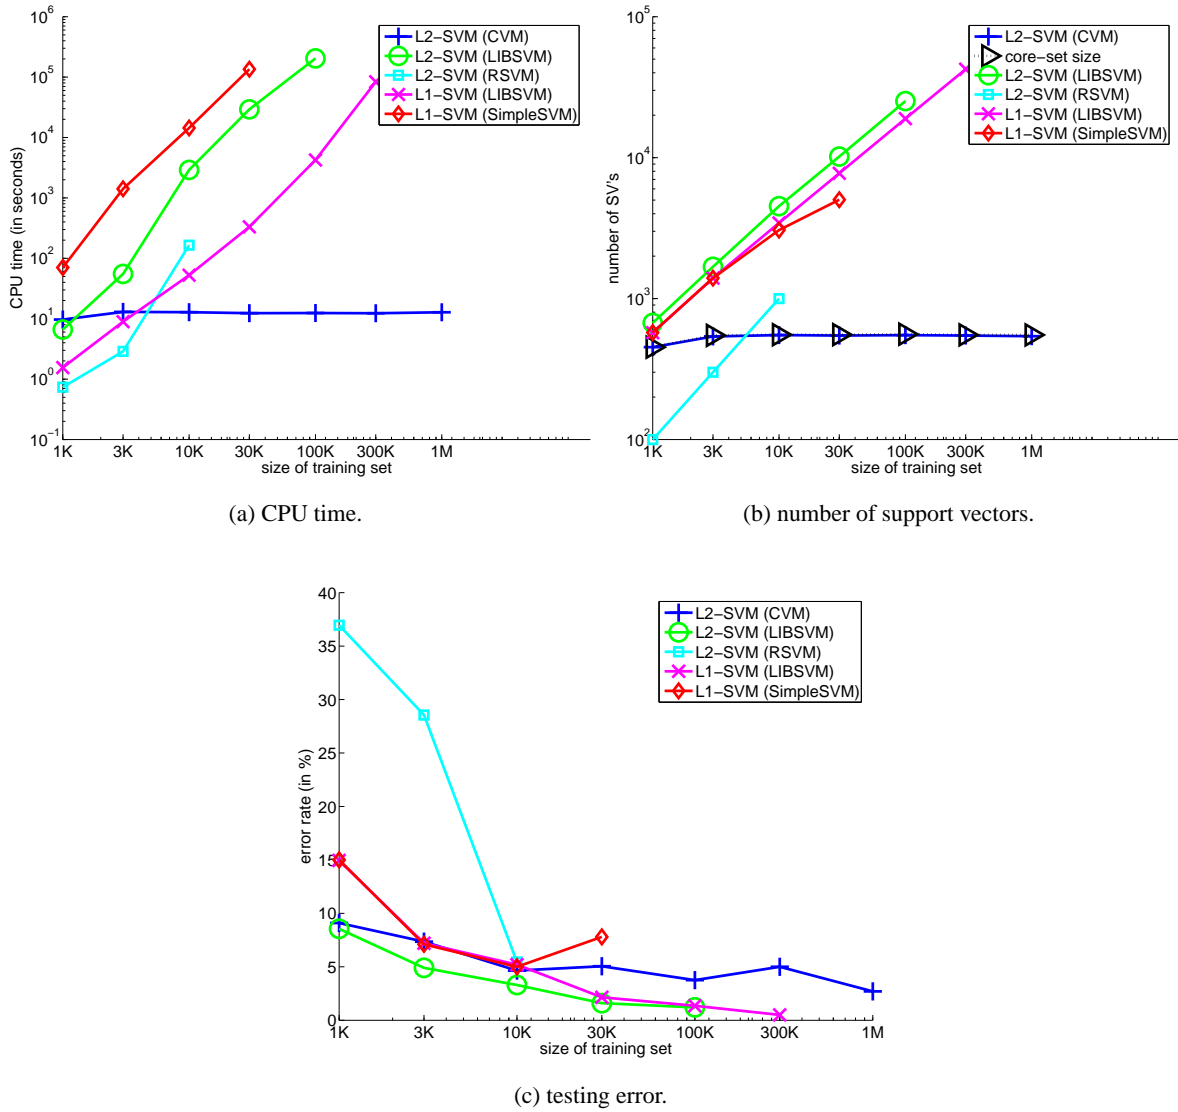 10^6
10^5
10^4
10^3
10^2
10^1
10^0
10^−1
CPU time (in seconds)
L2−SVM (CVM)
L2−SVM (LIBSVM)
L2−SVM (RSVM)
L1−SVM (LIBSVM)
L1−SVM (SimpleSVM)
1K 3K 10K 30K 100K 300K 1M
size of training set
(a) CPU time.
10^5
10^4
10^3
10^2
number of SV's
L2−SVM (CVM)
core−set size
L2−SVM (LIBSVM)
L2−SVM (RSVM)
L1−SVM (LIBSVM)
L1−SVM (SimpleSVM)
1K 3K 10K 30K 100K 300K 1M
size of training set
(b) number of support vectors.
40
35
30
25
20
15
10
5
0
error rate (in %)
L2−SVM (CVM)
L2−SVM (LIBSVM)
L2−SVM (RSVM)
L1−SVM (LIBSVM)
L1−SVM (SimpleSVM)
1K 3K 10K 30K 100K 300K 1M
size of training set
(c) testing error.